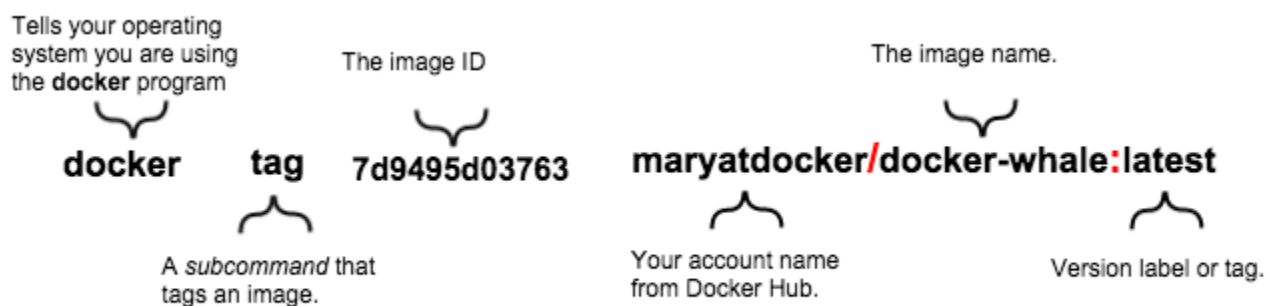 Tells your operating
system you are using
the docker program
The image ID
The image name.
docker tag 7d9495d03763 maryatdocker/docker-whale:latest
A subcommand that
tags an image.
Your account name
from Docker Hub.
Version label or tag.